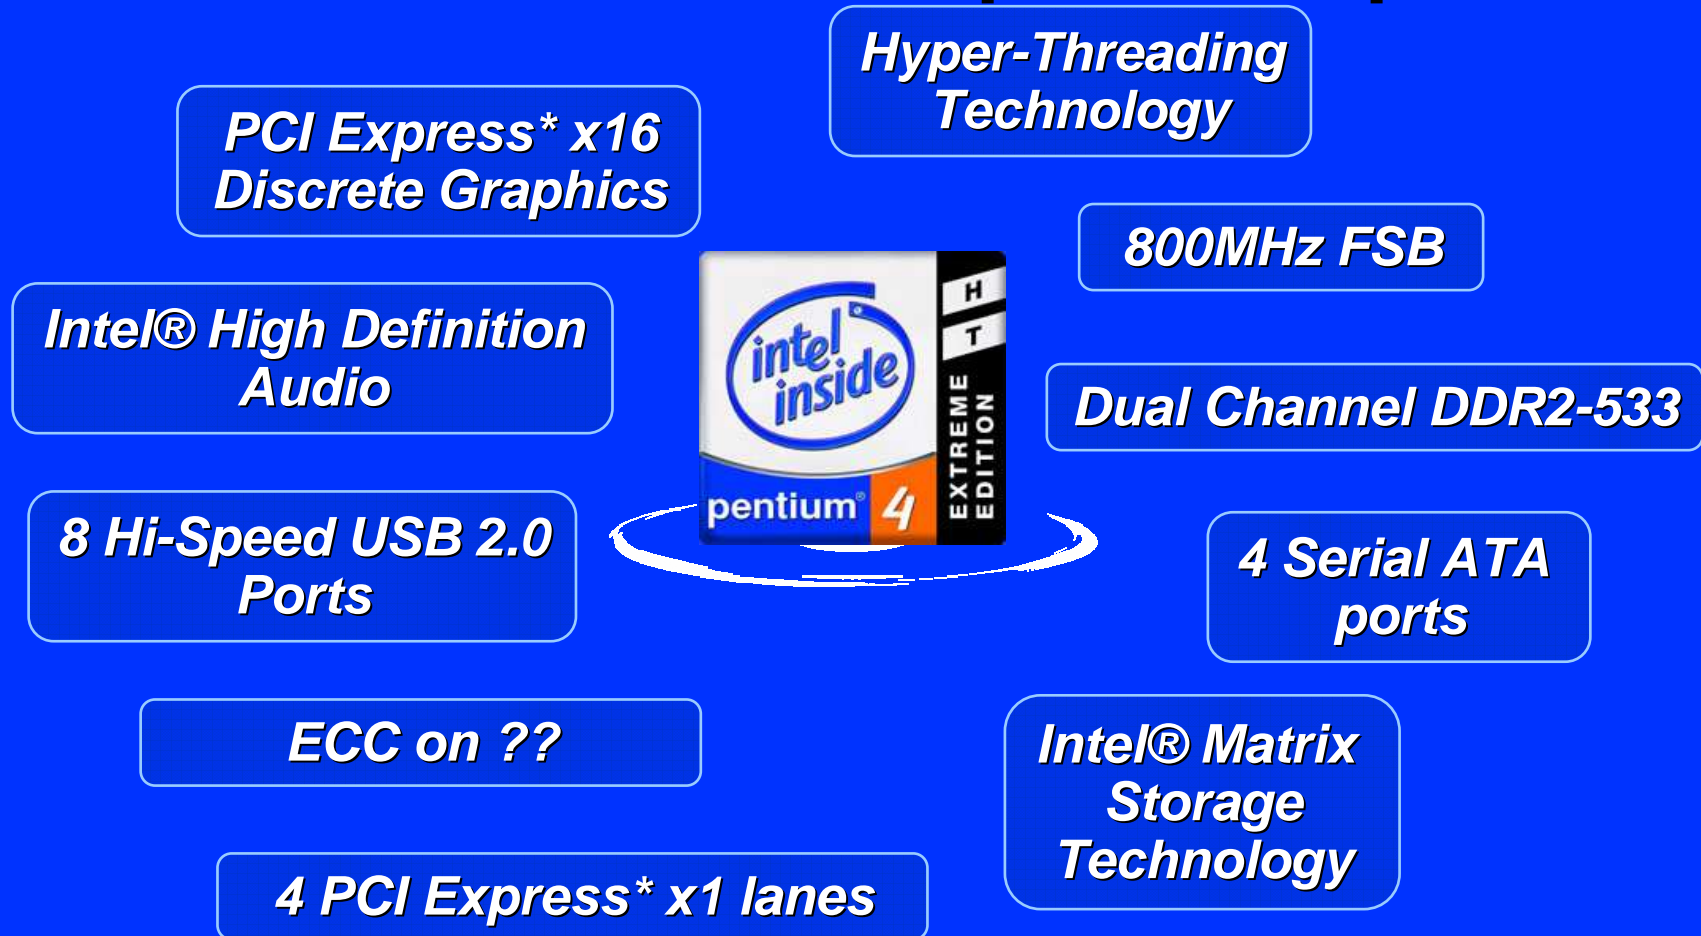 Hyper-Threading
Technology
PCI Express* x16
Discrete Graphics
800MHz FSB
Intel® High Definition
Audio
intel
inside
pentium® 4
H
T
EXTREME
EDITION
Dual Channel DDR2-533
8 Hi-Speed USB 2.0
Ports
4 Serial ATA
ports
ECC on ??
Intel® Matrix
Storage
Technology
4 PCI Express* x1 lanes